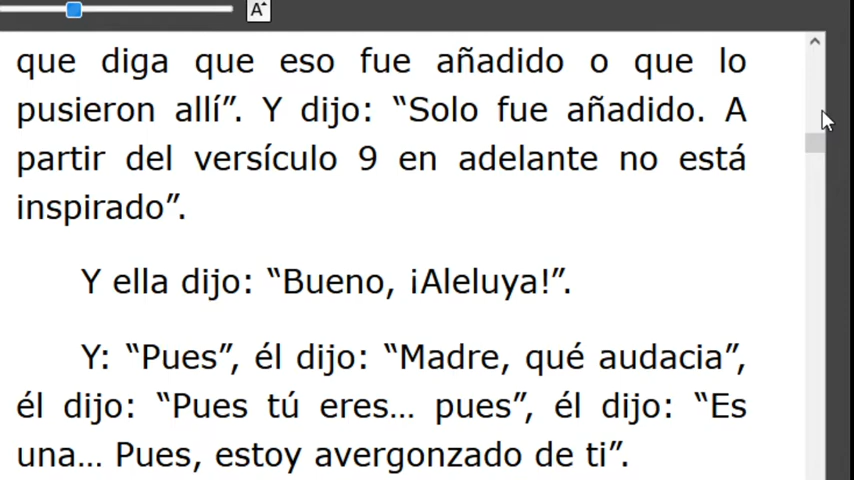 A
que diga que eso fue añadido o que lo
pusieron allí”. Y dijo: “Solo fue añadido. A
partir del versículo 9 en adelante no está
inspirado”.
Y ella dijo: “Bueno, ¡Aleluya!”.
Y: “Pues”, él dijo: “Madre, qué audacia”,
él dijo: “Pues tú eres… pues”, él dijo: “Es
una… Pues, estoy avergonzado de ti”.